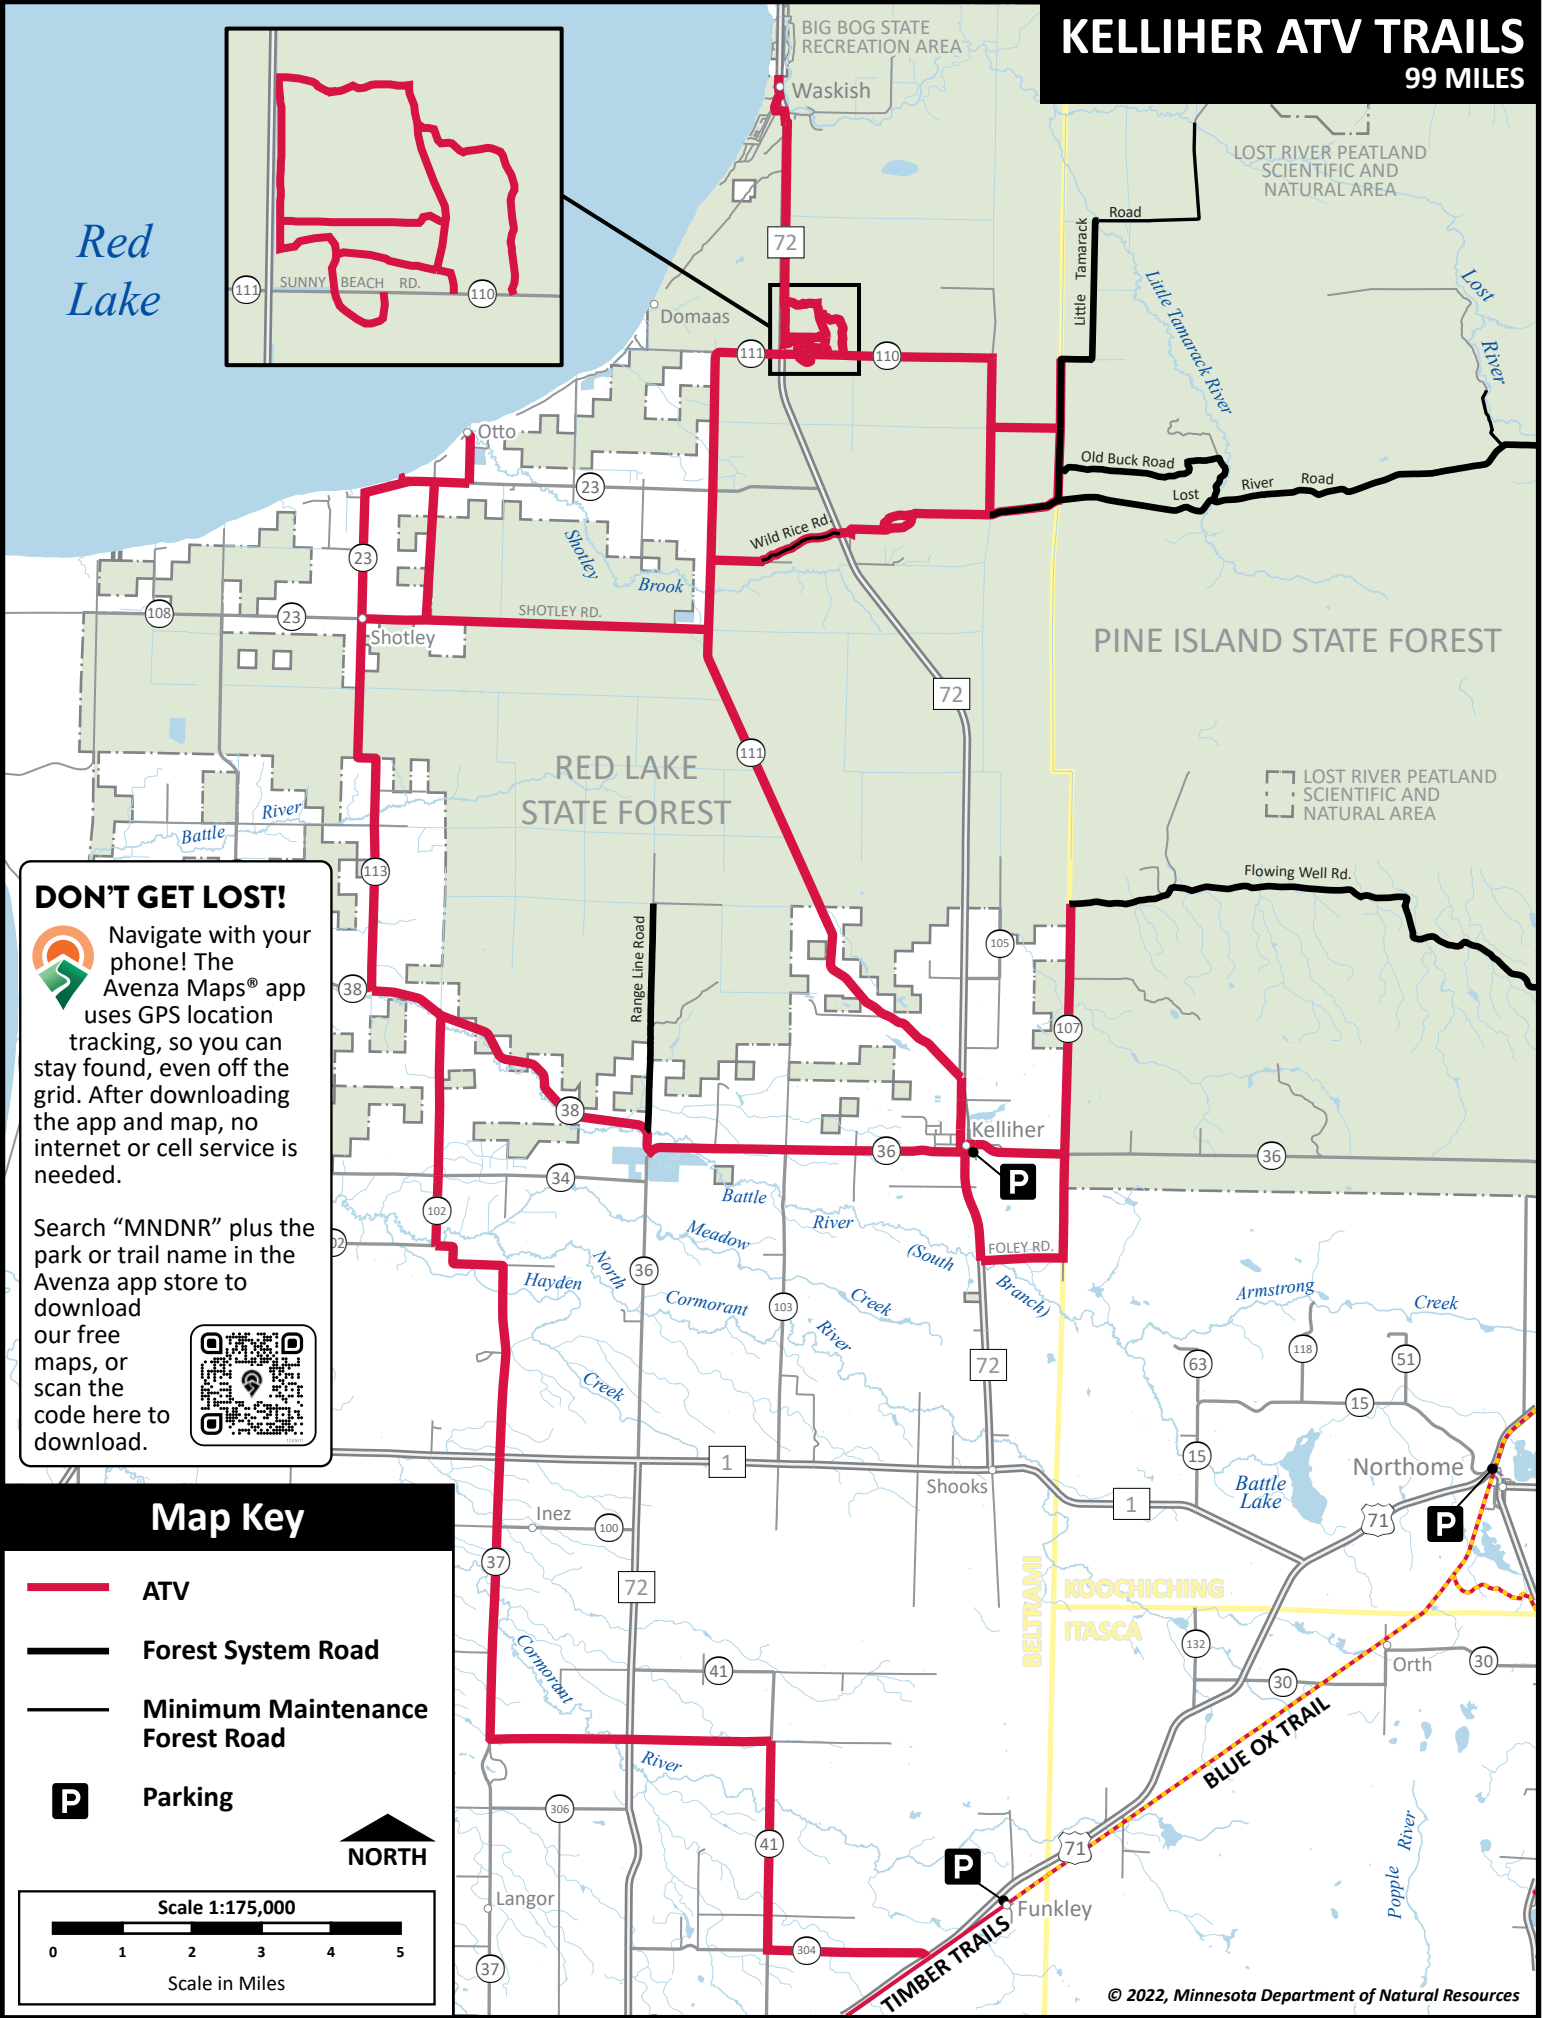 KELLIHER ATV TRAILS
99 MILES
BIG BOG STATE
RECREATION AREA
Waskish
LOST RIVER PEATLAND
SCIENTIFIC AND
NATURAL AREA
Red
Lake
111
SUNNY BEACH RD.
110
72
Little Tamarack
Road
Little Tamarack River
Lost
River
Domaas
111
110
Otto
23
Old Buck Road
Lost
River
Road
Wild Rice Rd.
Shotley
Brook
23
108
23
SHOTLEY RD.
Shotley
PINE ISLAND STATE FOREST
72
111
RED LAKE
STATE FOREST
LOST RIVER PEATLAND
SCIENTIFIC AND
NATURAL AREA
Battle
River
113
Flowing Well Rd.
Range Line Road
105
38
107
DON'T GET LOST!
Navigate with your
phone! The
Avenza Maps® app
uses GPS location
tracking, so you can
stay found, even off the
grid. After downloading
the app and map, no
internet or cell service is
needed.
Search “MNDNR” plus the
park or trail name in the
Avenza app store to
download
our free
maps, or
scan the
code here to
download.
38
Kelliher
36
36
P
34
102
02
Battle
River
(South
Branch)
FOLEY RD.
Meadow
Creek
North
Cormorant
River
Hayden
Creek
36
103
Armstrong
Creek
72
63
118
51
15
15
1
Shooks
1
Battle
Lake
Northome
71
P
Inez
100
37
72
BELTRAMI
KOOCHICHING
ITASCA
132
Orth
30
30
Cormorant
River
41
BLUE OX TRAIL
306
41
71
P
Funkley
Popple
River
Langor
304
37
TIMBER TRAILS
Map Key
ATV
Forest System Road
Minimum Maintenance
Forest Road
P
Parking
NORTH
Scale 1:175,000
0 1 2 3 4 5
Scale in Miles
© 2022, Minnesota Department of Natural Resources